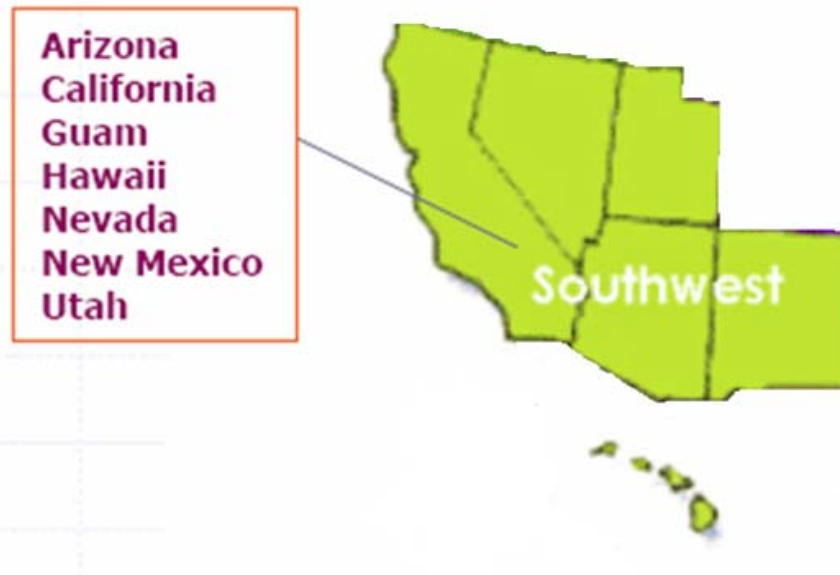 Arizona
California
Guam
Hawaii
Nevada
New Mexico
Utah
Southwest